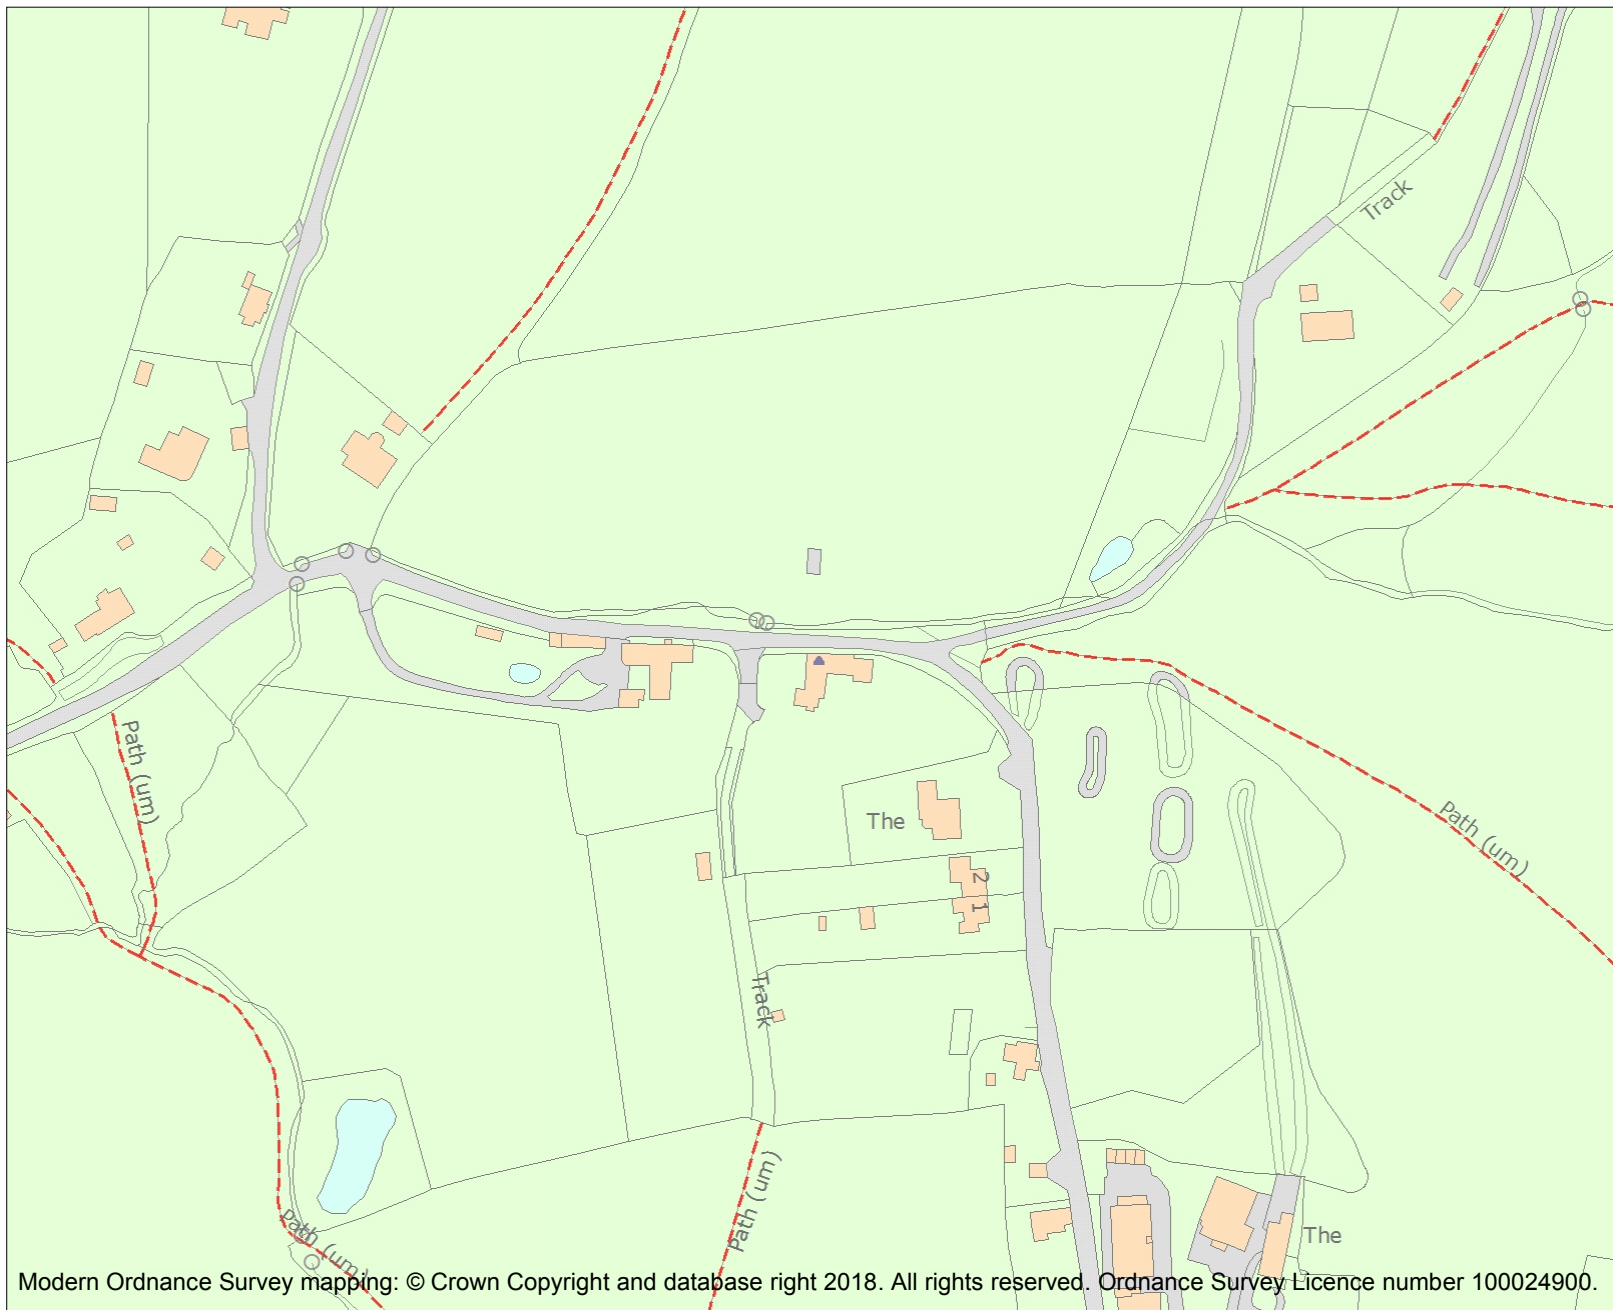 Track
Path (um)
The
Path (um)
2
1
Track
Path (um)
Path (um)
The
Modern Ordnance Survey mapping: © Crown Copyright and database right 2018. All rights reserved. Ordnance Survey Licence number 100024900.